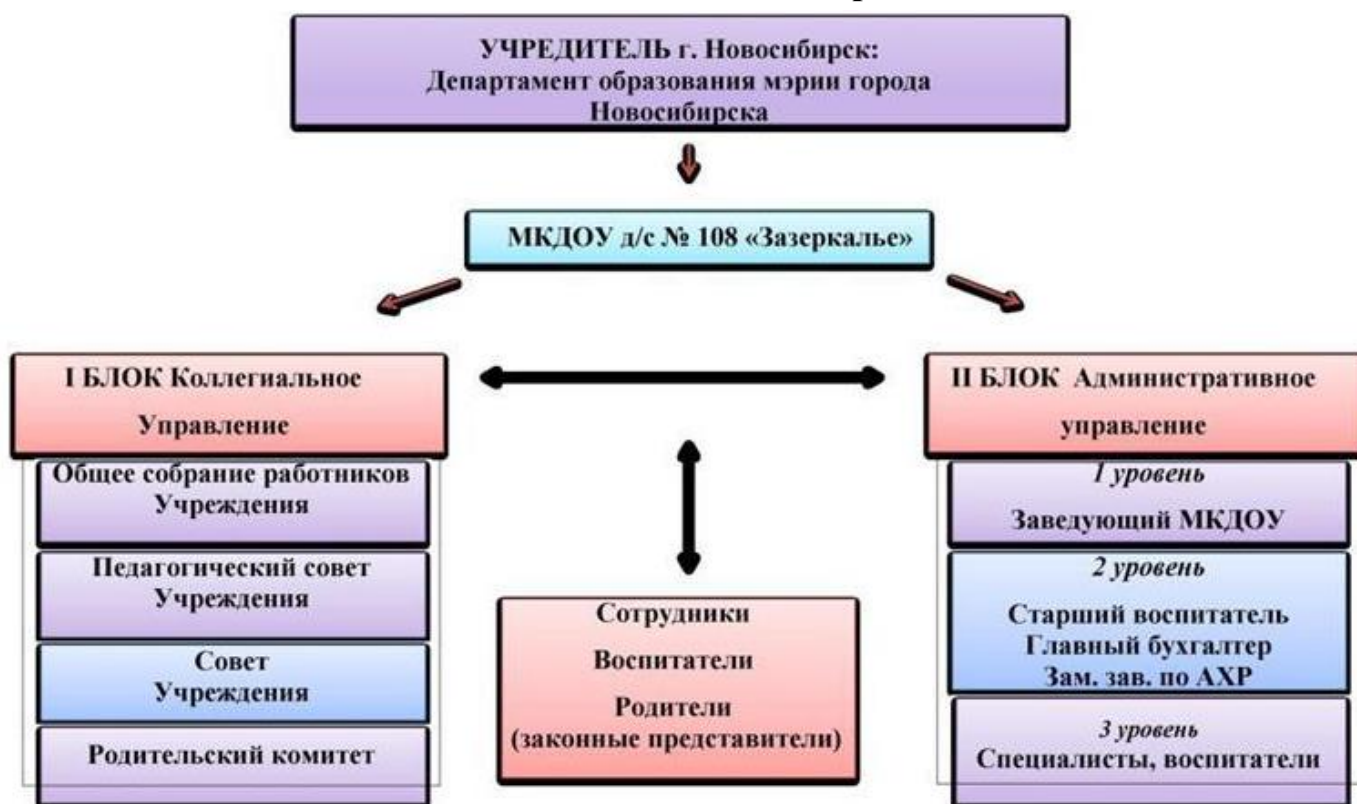 УЧРЕДИТЕЛЬ г. Новосибирск:
Департамент образования мэрии города
Новосибирска
МКДОУ д/с № 108 «Зазеркалье»
I БЛОК Коллегиальное
Управление
Общее собрание работников
Учреждения
Педагогический совет
Учреждения
Совет
Учреждения
Родительский комитет
Сотрудники
Воспитатели
Родители
(законные представители)
II БЛОК Административное
управление
1 уровень
Заведующий МКДОУ
2 уровень
Старший воспитатель
Главный бухгалтер
Зам. зав. по АХР
3 уровень
Специалисты, воспитатели